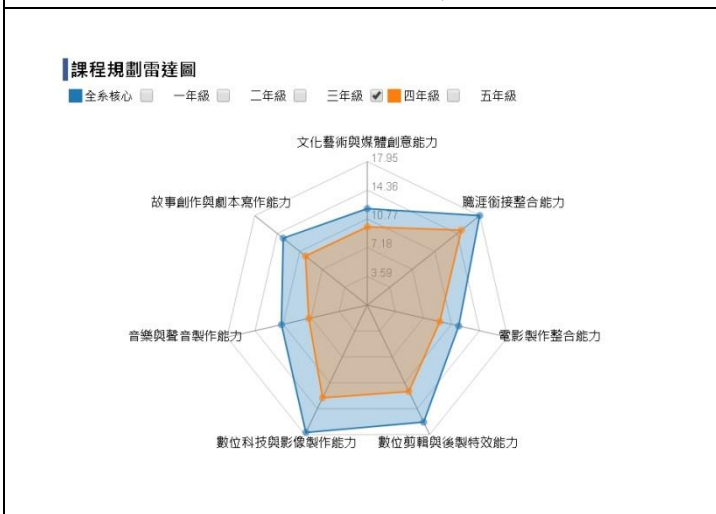 課程規劃雷達圖
全系核心 一年級 二年級 三年級 四年級 五年級
文化藝術與媒體創意能力
17.95
14.36
故事創作與劇本寫作能力 職涯銜接整合能力
10.77
7.18
3.59
音樂與聲音製作能力 電影製作整合能力
數位科技與影像製作能力 數位剪輯與後製特效能力